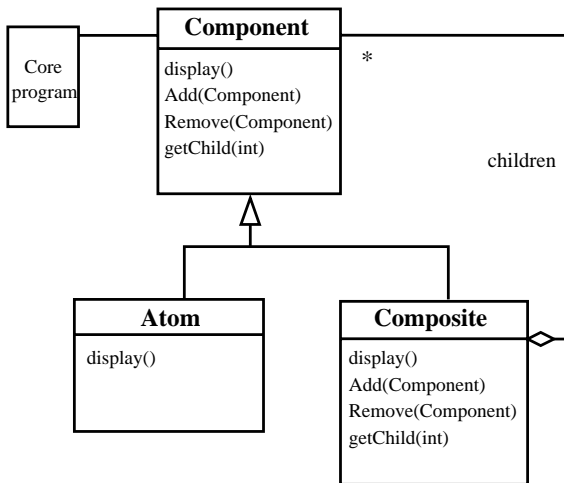 Component
Core
program
display()
Add(Component)
Remove(Component)
getChild(int)
*
children
Atom
display()
Composite
display()
Add(Component)
Remove(Component)
getChild(int)